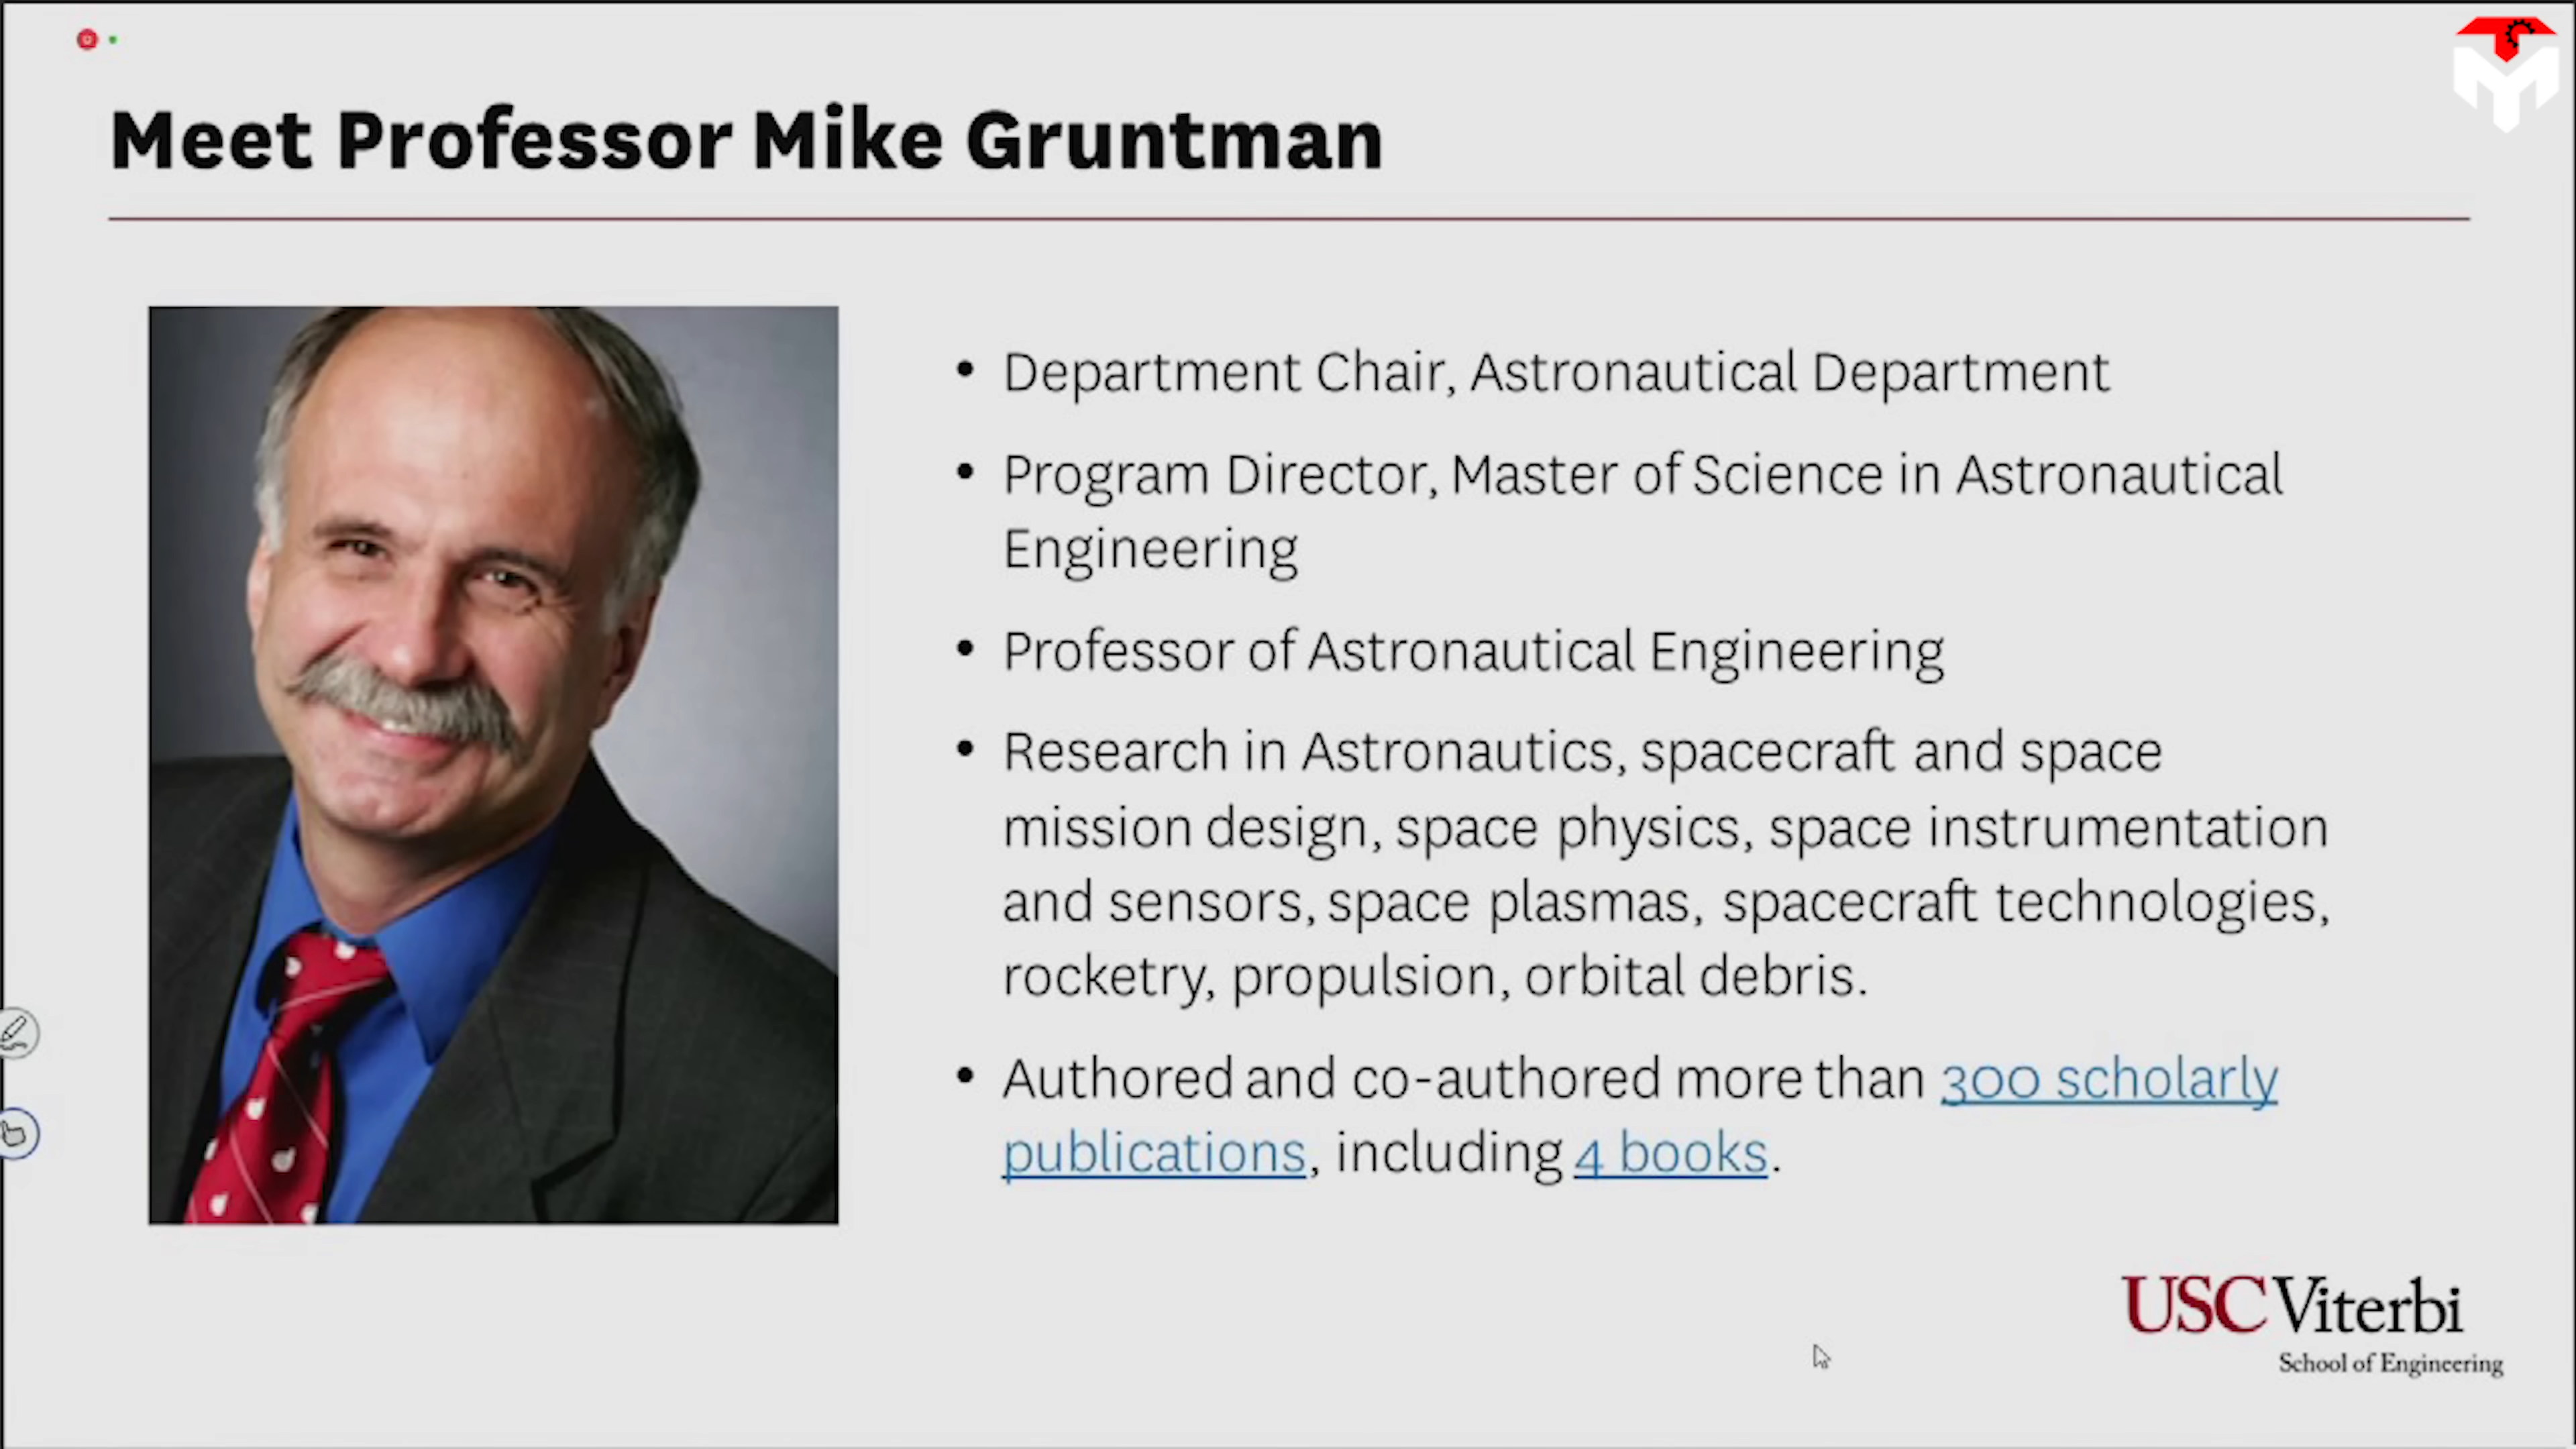 Meet Professor Mike Gruntman
• Department Chair, Astronautical Department
• Program Director, Master of Science in Astronautical
Engineering
• Professor of Astronautical Engineering
• Research in Astronautics, spacecraft and space
mission design, space physics, space instrumentation
and sensors, space plasmas, spacecraft technologies,
rocketry, propulsion, orbital debris.
• Authored and co-authored more than 300 scholarly
publications, including 4 books.
USC Viterbi
School of Engineering